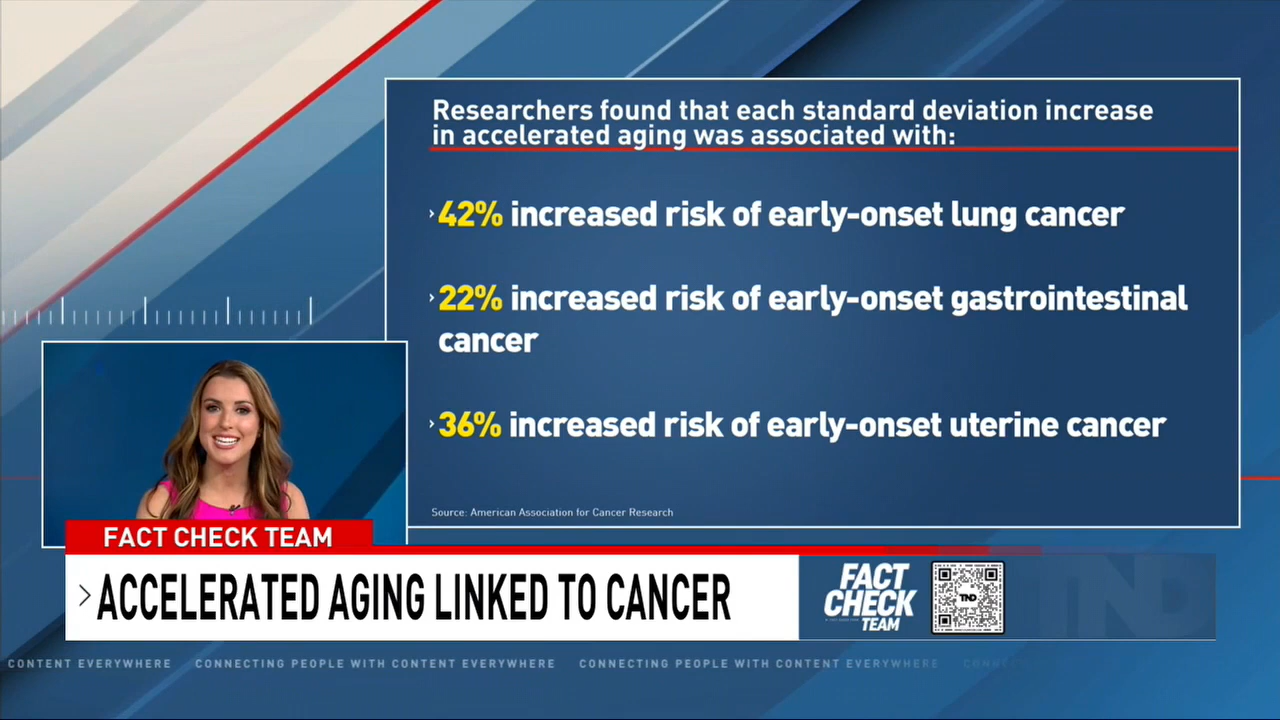 Researchers found that each standard deviation increase
in accelerated aging was associated with:
42% increased risk of early-onset lung cancer
22% increased risk of early-onset gastrointestinal
cancer
36% increased risk of early-onset uterine cancer
Source: American Association for Cancer Research
FACT CHECK TEAM
> ACCELERATED AGING LINKED TO CANCER
FACT
CHECK
TEAM
TND
TND
CONTENT EVERYWHERE CONNECTING PEOPLE WITH CONTENT EVERYWHERE CONNECTING PEOPLE WITH CONTENT EVERYWHERE